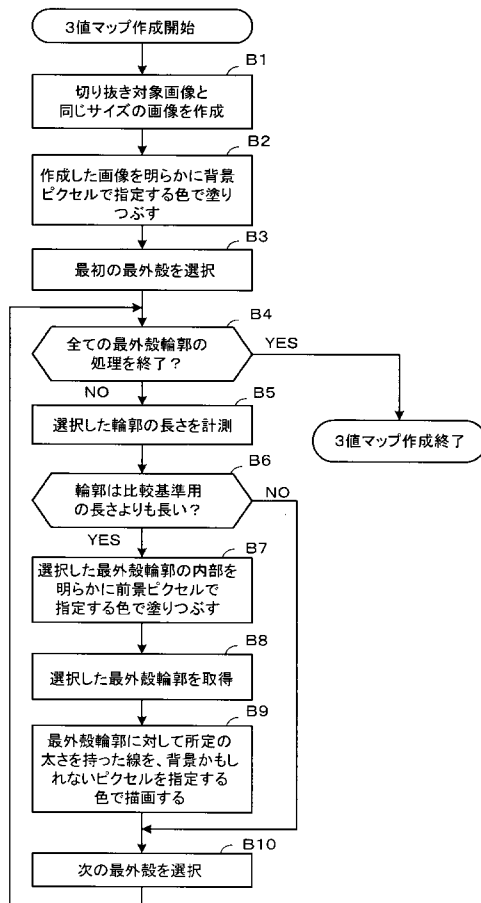 3値マップ作成開始
B1
切り抜き対象画像と
同じサイズの画像を作成
B2
作成した画像を明らかに背景
ピクセルで指定する色で塗り
つぶす
B3
最初の最外殻を選択
B4
全ての最外殻輪郭の
処理を終了？
YES
NO
B5
選択した輪郭の長さを計測
3値マップ作成終了
B6
輪郭は比較基準用
の長さよりも長い？
NO
YES
B7
選択した最外殻輪郭の内部を
明らかに前景ピクセルで
指定する色で塗りつぶす
B8
選択した最外殻輪郭を取得
B9
最外殻輪郭に対して所定の
太さを持った線を、背景かもし
れないピクセルを指定する
色で描画する
B10
次の最外殻を選択